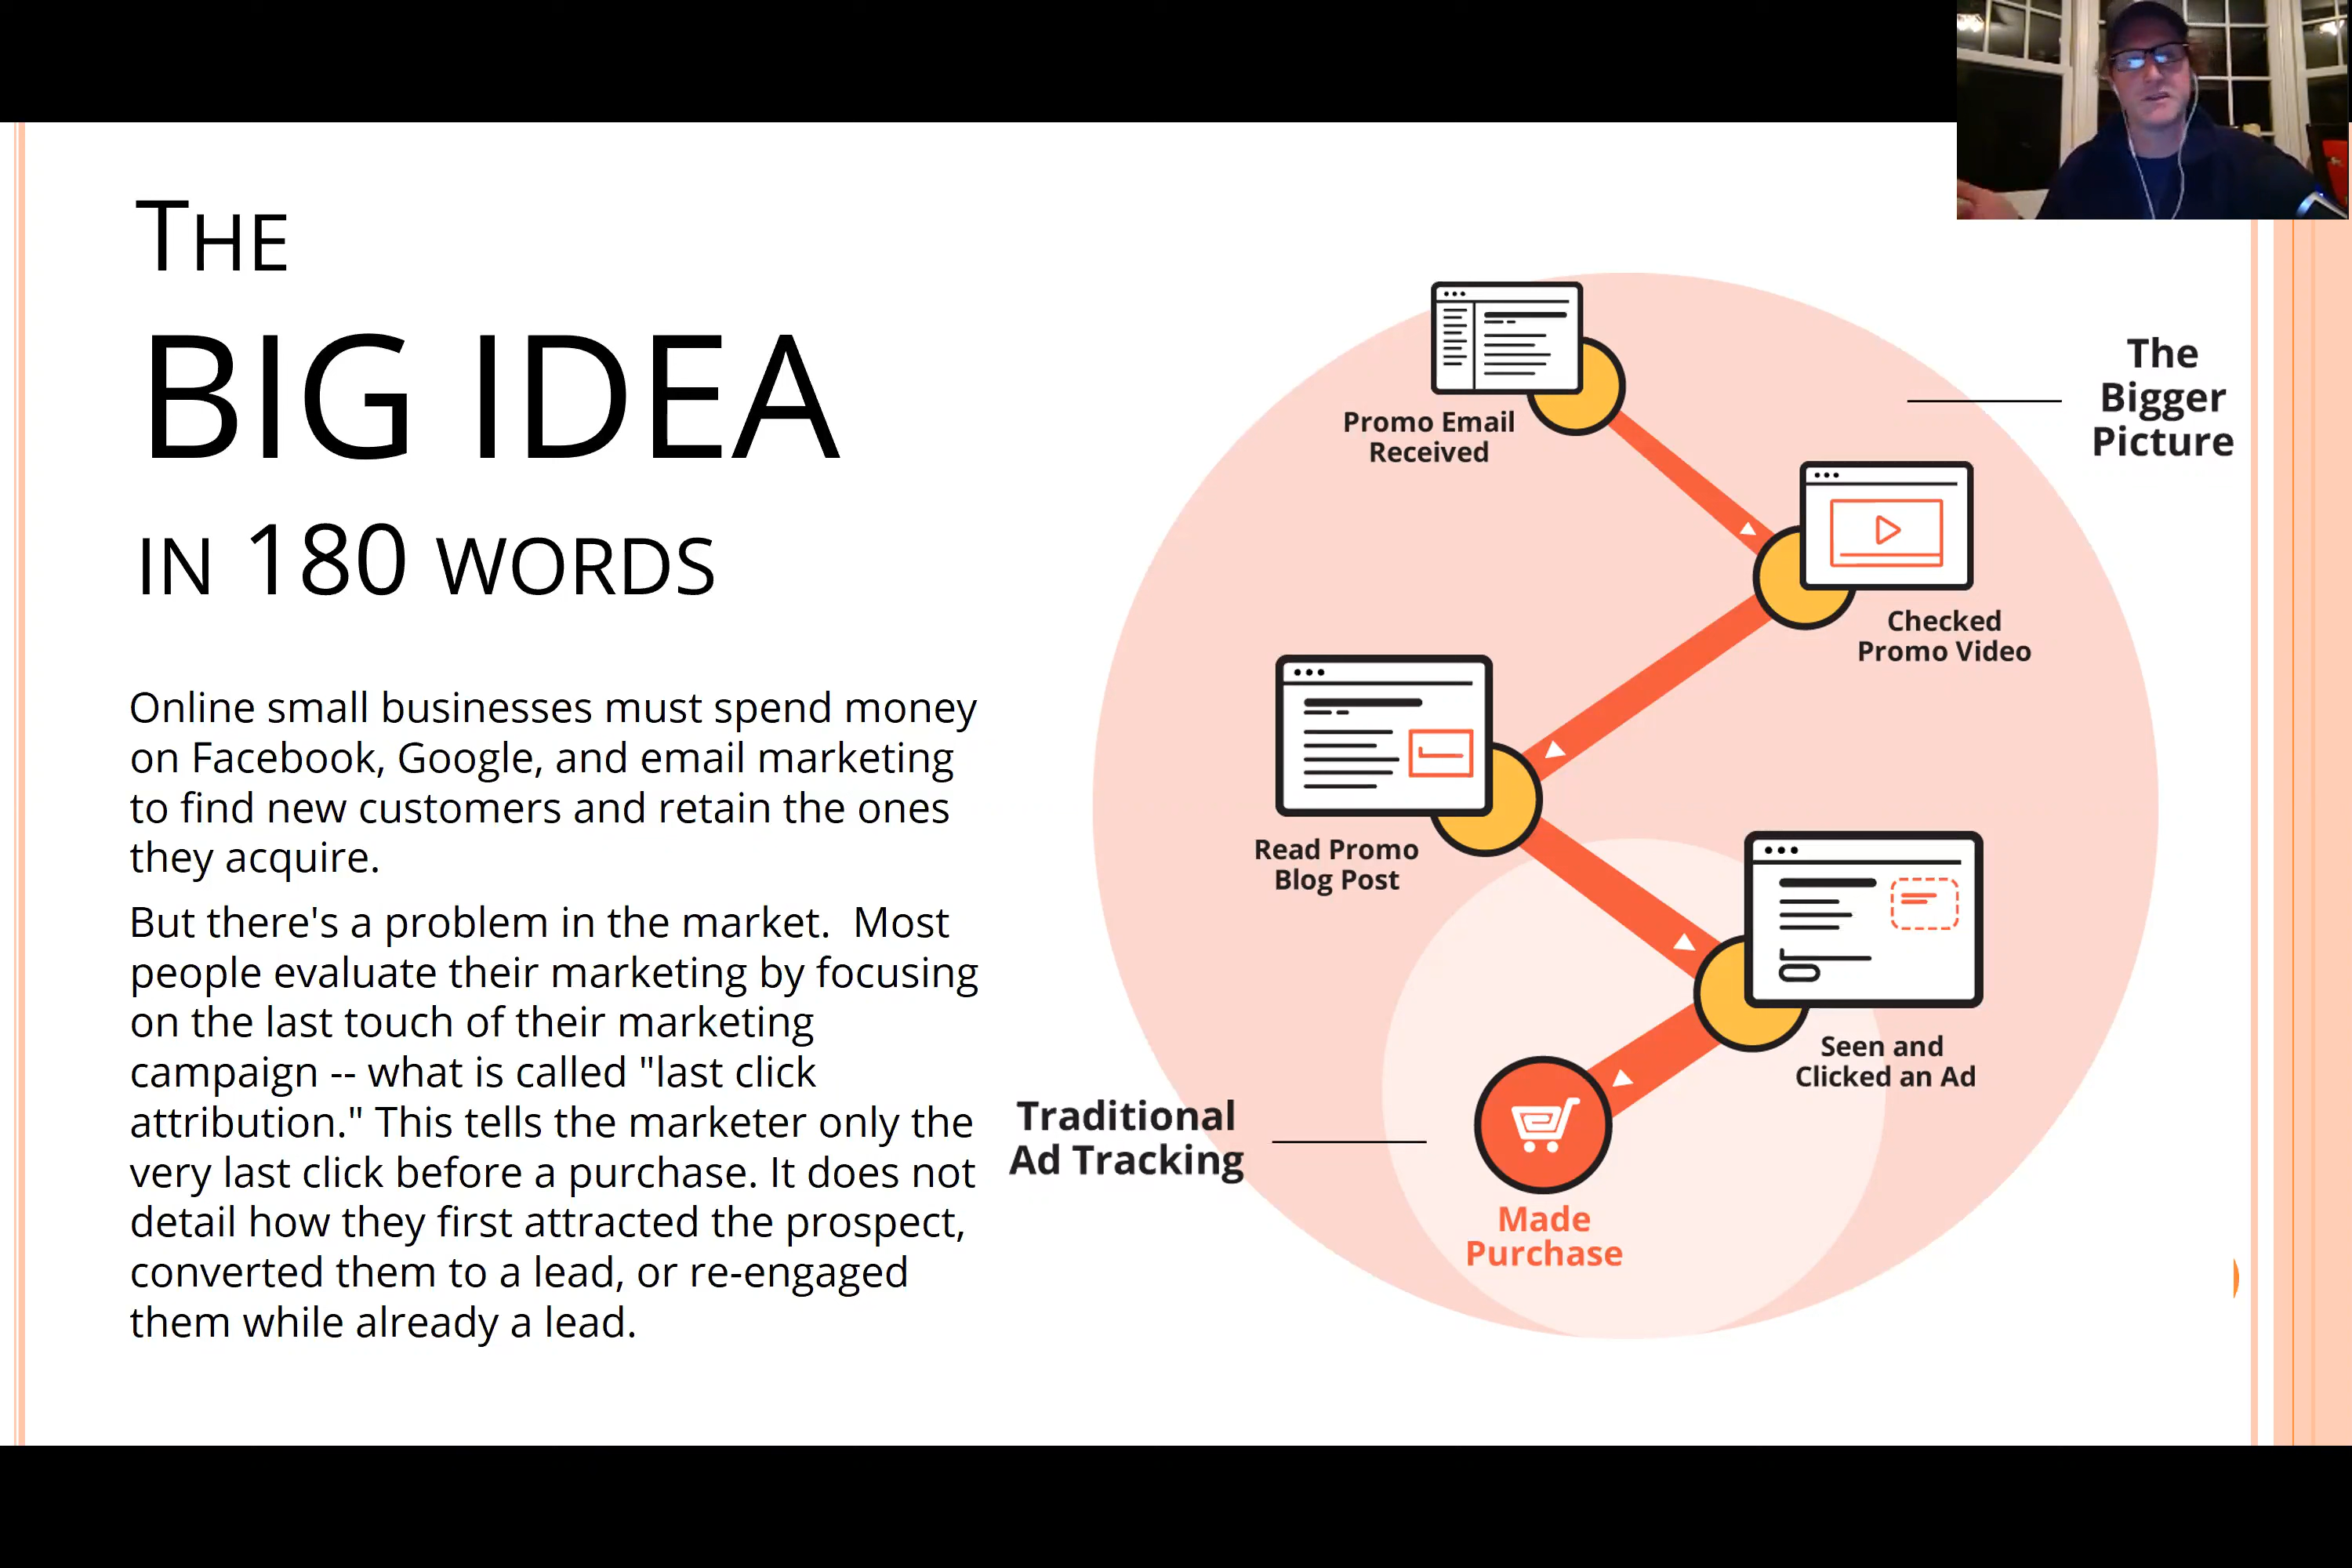 THE
BIG IDEA
IN 180 WORDS
Online small businesses must spend money
on Facebook, Google, and email marketing
to find new customers and retain the ones
they acquire.
But there's a problem in the market.  Most
people evaluate their marketing by focusing
on the last touch of their marketing
campaign -- what is called "last click
attribution." This tells the marketer only the
very last click before a purchase. It does not
detail how they first attracted the prospect,
converted them to a lead, or re-engaged
them while already a lead.
The
Bigger
Picture
Promo Email
Received
Checked
Promo Video
Read Promo
Blog Post
Seen and
Clicked an Ad
Traditional
Ad Tracking
Made
Purchase